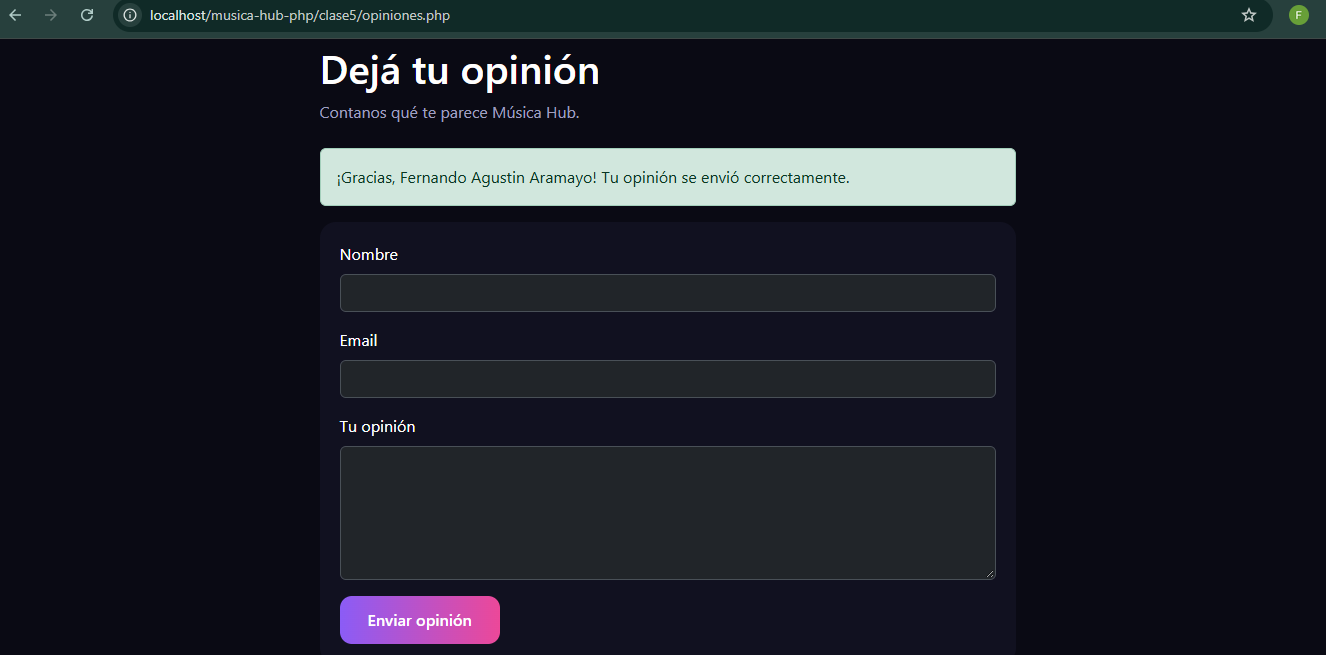 localhost/musica-hub-php/clase5/opiniones.php
F
Dejá tu opinión
Contanos qué te parece Música Hub.
¡Gracias, Fernando Agustin Aramayo! Tu opinión se envió correctamente.
Nombre
Email
Tu opinión
Enviar opinión